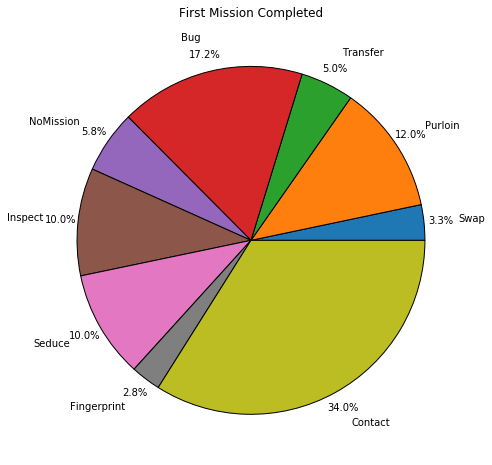 First Mission Completed
Bug
17.2%
Transfer
5.0%
Purloin
12.0%
NoMission
5.8%
Swap
3.3%
Inspect
10.0%
Seduce
10.0%
Fingerprint
2.8%
Contact
34.0%